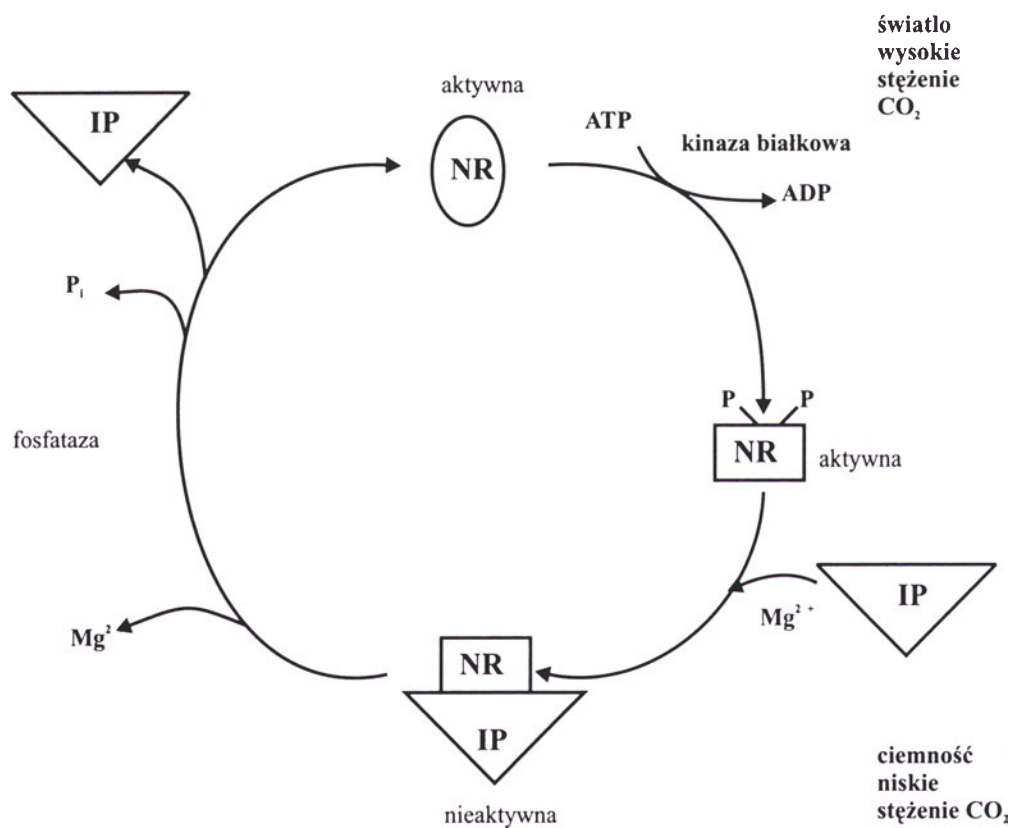 światło
wysokie
stężenie
CO₂
aktywna
IP
NR
ATP
kinaza białkowa
ADP
P₁
P P
fosfataza
NR
aktywna
IP
Mg²⁺
Mg²
NR
IP
nieaktywna
ciemność
niskie
stężenie CO₂